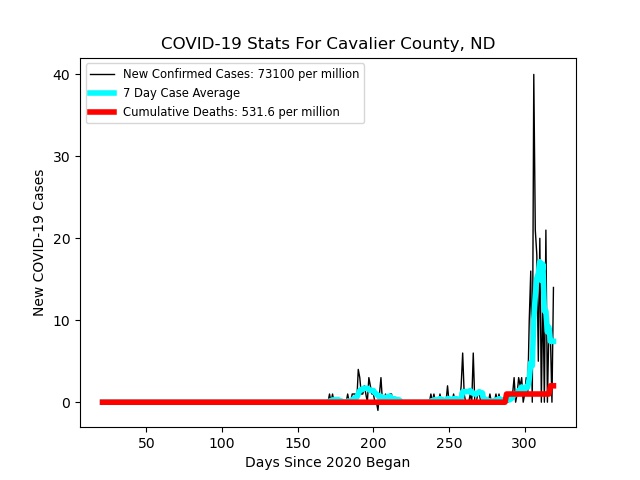 COVID-19 Stats For Cavalier County, ND
New Confirmed Cases: 73100 per million
7 Day Case Average
Cumulative Deaths: 531.6 per million
New COVID-19 Cases
40
30
20
10
0
50 100 150 200 250 300
Days Since 2020 Began